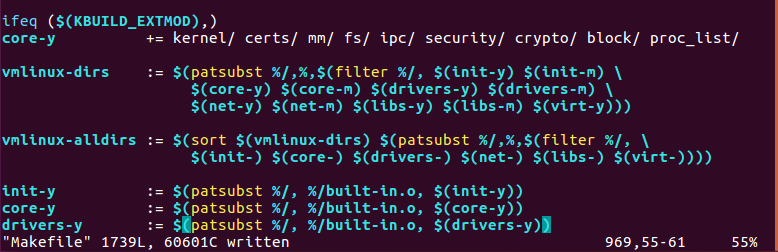 ifeq ($(KBUILD_EXTMOD),)
core-y += kernel/ certs/ mm/ fs/ ipc/ security/ crypto/ block/ proc_list/
vmlinux-dirs := $(patsubst %/,%,$(filter %/, $(init-y) $(init-m) \
$(core-y) $(core-m) $(drivers-y) $(drivers-m) \
$(net-y) $(net-m) $(libs-y) $(libs-m) $(virt-y)))
vmlinux-alldirs := $(sort $(vmlinux-dirs) $(patsubst %/,%,$(filter %/, \
$(init-) $(core-) $(drivers-) $(net-) $(libs-) $(virt-))))
init-y := $(patsubst %/, %/built-in.o, $(init-y))
core-y := $(patsubst %/, %/built-in.o, $(core-y))
drivers-y := $(patsubst %/, %/built-in.o, $(drivers-y))
"Makefile" 1739L, 60601C written 969,55-61 55%